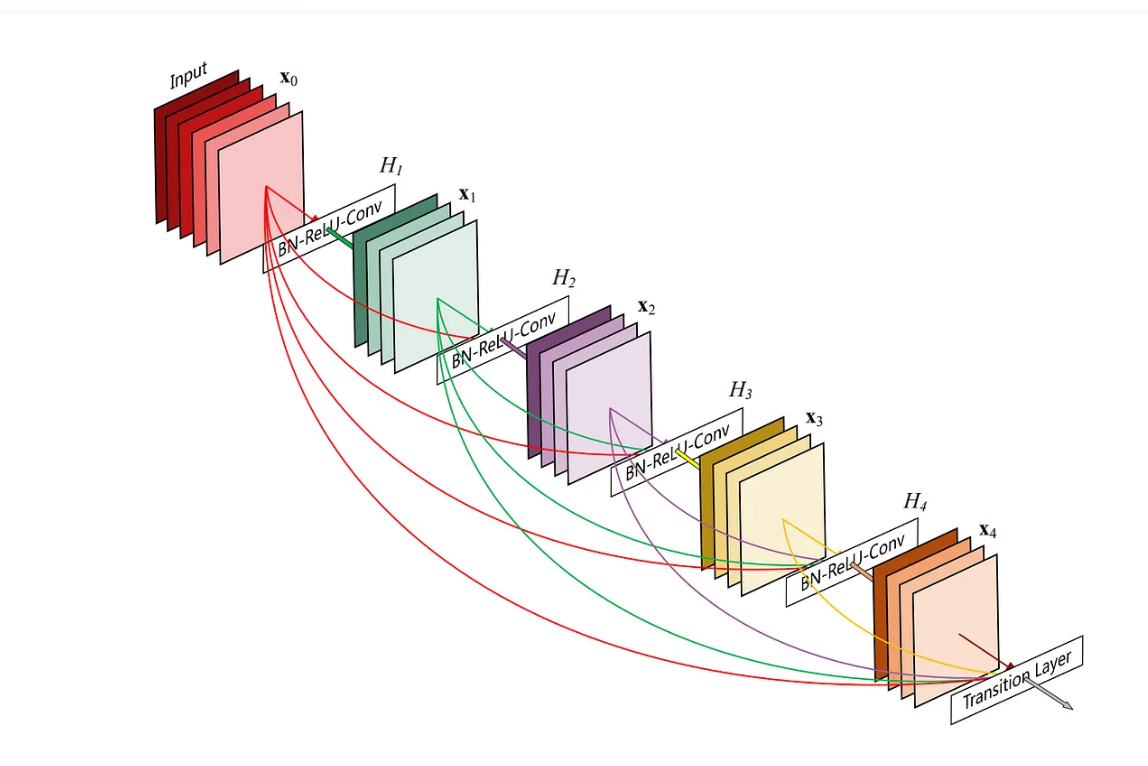 Input
x₀
H₁
BN-ReLU-Conv
x₁
H₂
BN-ReLU-Conv
x₂
H₃
BN-ReLU-Conv
x₃
H₄
BN-ReLU-Conv
x₄
Transition Layer